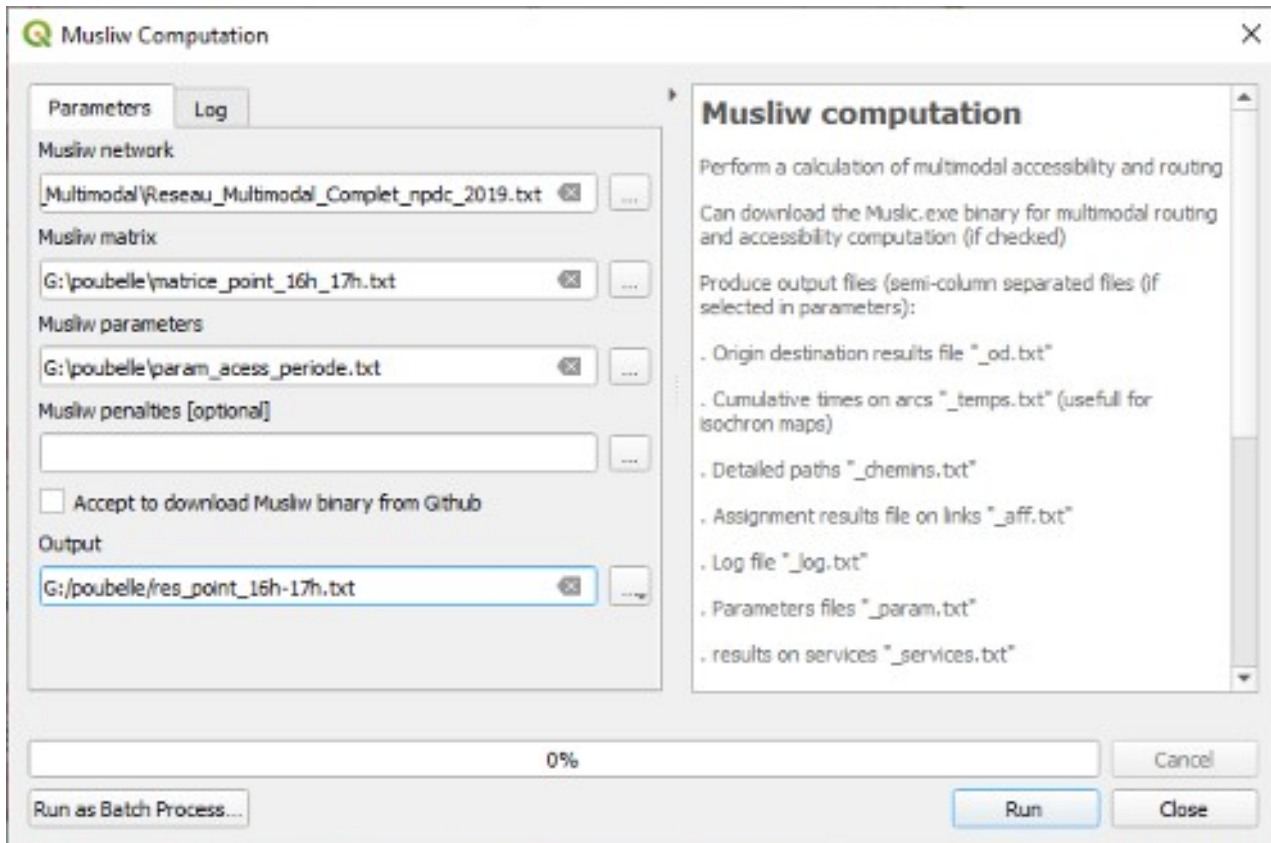 Musliw Computation
Parameters
Log
Musliw network
_Multimodal\Reseau_Multimodal_Complet_npdc_2019.txt
...
Musliw matrix
G:\poubelle\matrice_point_16h_17h.txt
...
Musliw parameters
G:\poubelle\param_acess_periode.txt
...
Musliw penalties [optional]
...
Accept to download Musliw binary from Github
Output
G:/poubelle/res_point_16h-17h.txt
...
Musliw computation
Perform a calculation of multimodal accessibility and routing
Can download the Muslic.exe binary for multimodal routing
and accessibility computation (if checked)
Produce output files (semi-column separated files (if
selected in parameters):
. Origin destination results file "_od.txt"
. Cumulative times on arcs "_temps.txt" (usefull for
isochron maps)
. Detailed paths "_chemins.txt"
. Assignment results file on links "_aff.txt"
. Log file "_log.txt"
. Parameters files "_param.txt"
. results on services "_services.txt"
0%
Cancel
Run as Batch Process...
Run
Close